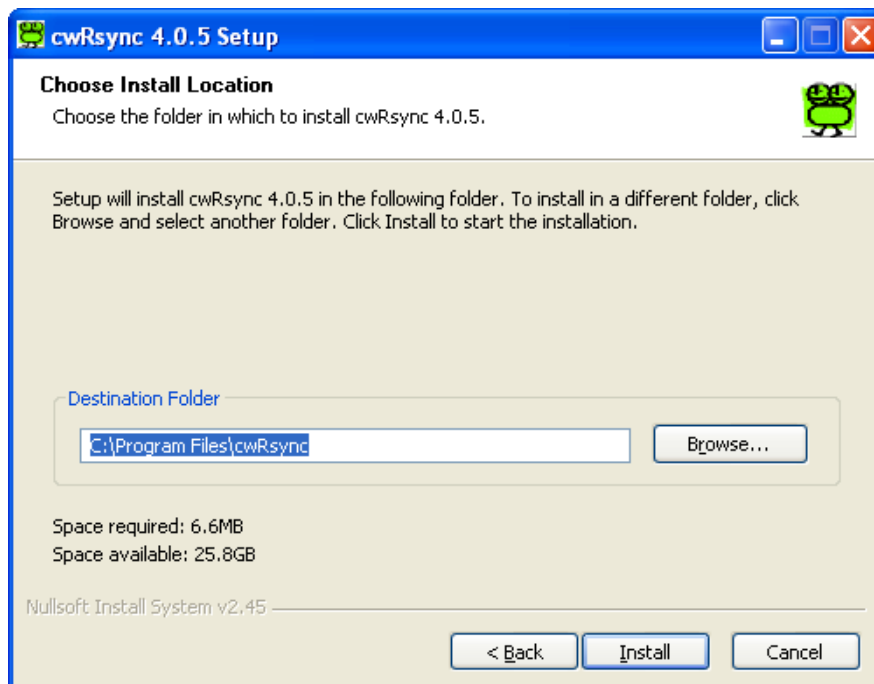 cwRsync 4.0.5 Setup
Choose Install Location
Choose the folder in which to install cwRsync 4.0.5.
Setup will install cwRsync 4.0.5 in the following folder. To install in a different folder, click
Browse and select another folder. Click Install to start the installation.
Destination Folder
C:\Program Files\cwRsync
Browse...
Space required: 6.6MB
Space available: 25.8GB
Nullsoft Install System v2.45
< Back
Install
Cancel